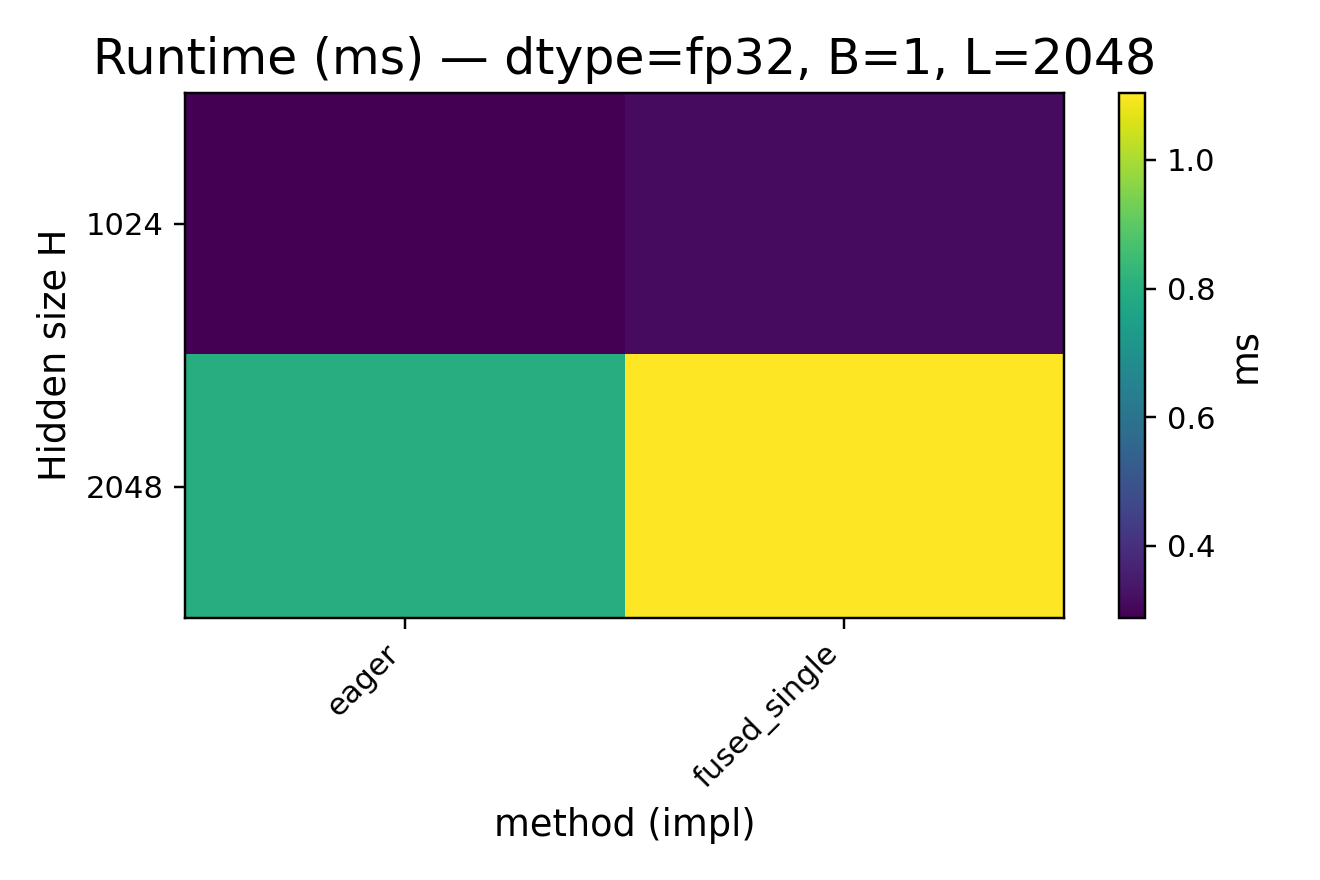 Runtime (ms) — dtype=fp32, B=1, L=2048
Hidden size H
1024
2048
eager
fused_single
method (impl)
1.0
0.8
0.6
0.4
ms